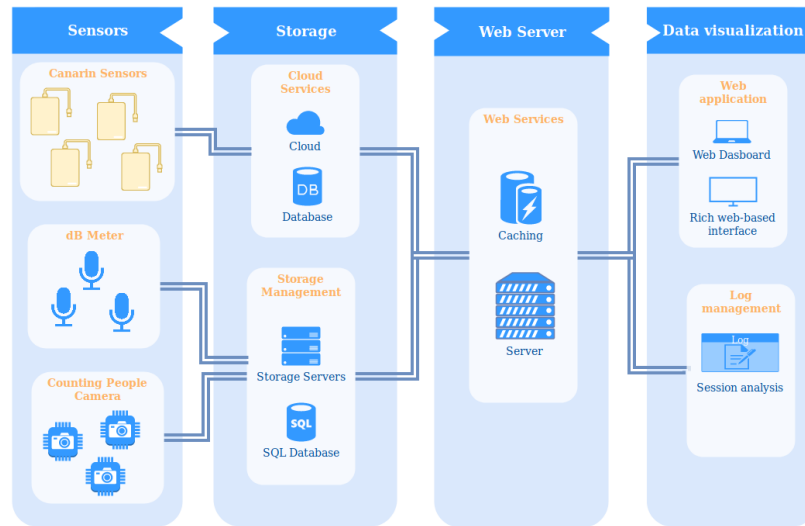 Sensors
Storage
Web Server
Data visualization
Canarin Sensors
dB Meter
Counting People
Camera
Cloud
Services
Cloud
DB
Database
Storage
Management
Storage Servers
SQL
SQL Database
Web Services
Caching
Server
Web
application
Web Dasboard
Rich web-based
interface
Log
management
Log
Session analysis